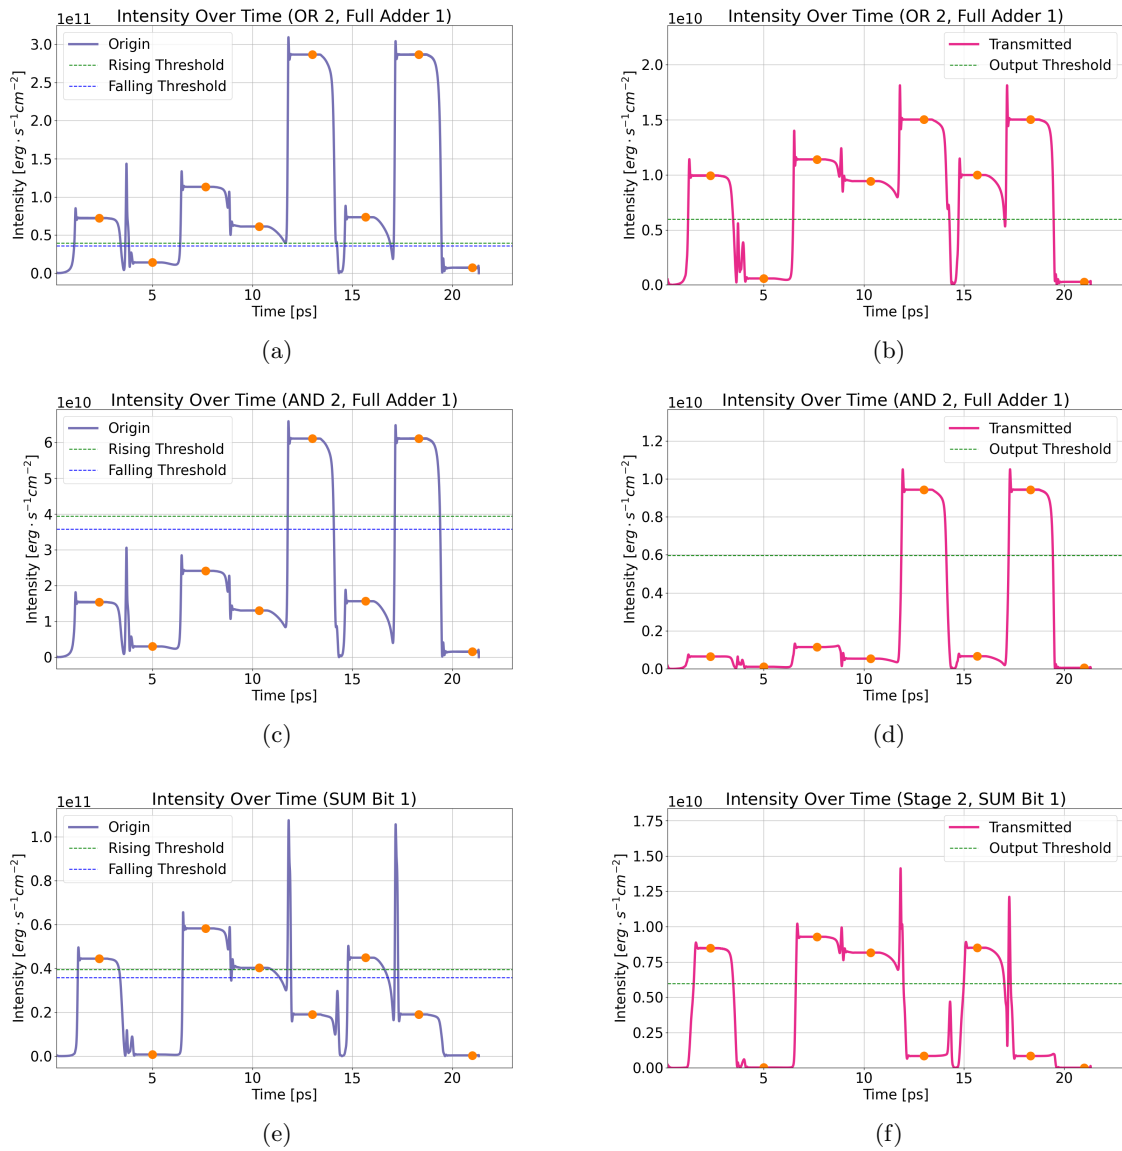 Intensity Over Time (OR 2, Full Adder 1)
1e11
Origin
Rising Threshold
Falling Threshold
Intensity [erg · s⁻¹cm⁻²]
3.0
2.5
2.0
1.5
1.0
0.5
0.0
5 10 15 20
Time [ps]
(a)
Intensity Over Time (OR 2, Full Adder 1)
1e10
Transmitted
Output Threshold
Intensity [erg · s⁻¹cm⁻²]
2.0
1.5
1.0
0.5
0.0
5 10 15 20
Time [ps]
(b)
Intensity Over Time (AND 2, Full Adder 1)
1e10
Origin
Rising Threshold
Falling Threshold
Intensity [erg · s⁻¹cm⁻²]
6
5
4
3
2
1
0
5 10 15 20
Time [ps]
(c)
Intensity Over Time (AND 2, Full Adder 1)
1e10
Transmitted
Output Threshold
Intensity [erg · s⁻¹cm⁻²]
1.2
1.0
0.8
0.6
0.4
0.2
0.0
5 10 15 20
Time [ps]
(d)
Intensity Over Time (SUM Bit 1)
1e11
Origin
Rising Threshold
Falling Threshold
Intensity [erg · s⁻¹cm⁻²]
1.0
0.8
0.6
0.4
0.2
0.0
5 10 15 20
Time [ps]
(e)
Intensity Over Time (Stage 2, SUM Bit 1)
1e10
Transmitted
Output Threshold
Intensity [erg · s⁻¹cm⁻²]
1.75
1.50
1.25
1.00
0.75
0.50
0.25
0.00
5 10 15 20
Time [ps]
(f)